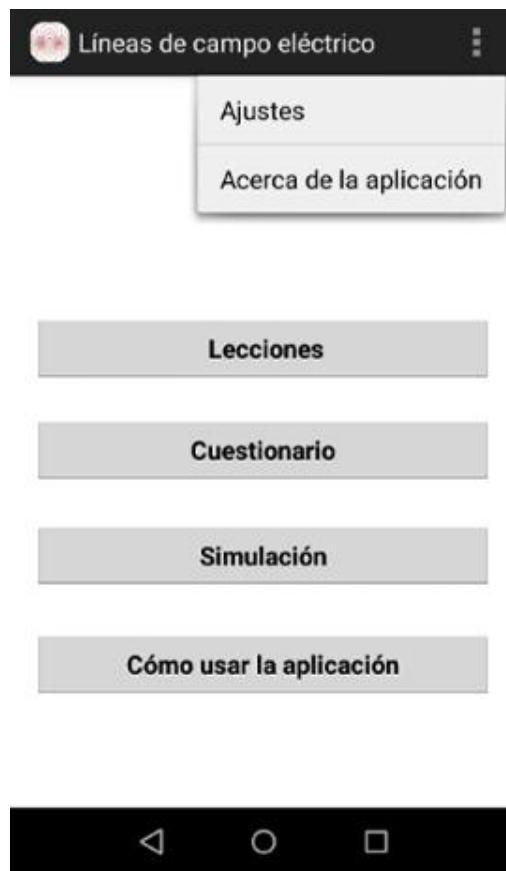 Líneas de campo eléctrico
Ajustes
Acerca de la aplicación
Lecciones
Cuestionario
Simulación
Cómo usar la aplicación